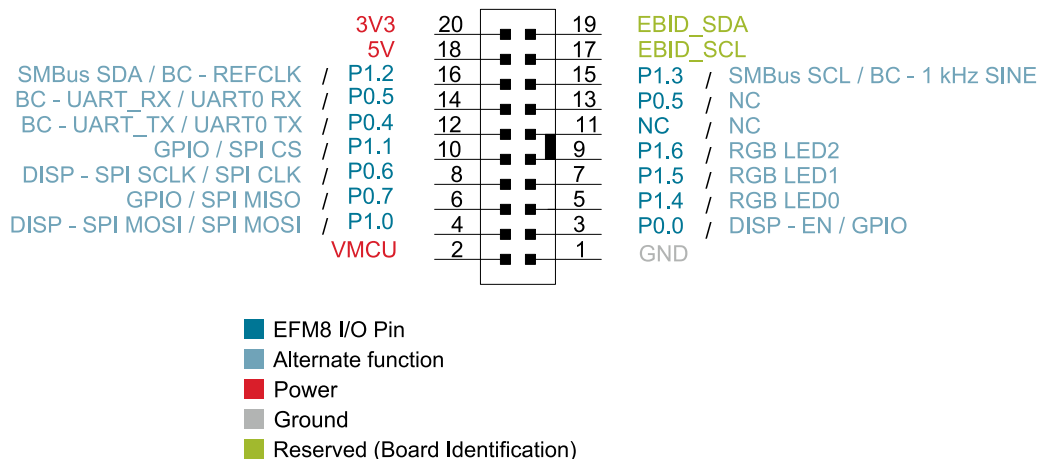 3V3 20 19 EBID_SDA
5V 18 17 EBID_SCL
SMBus SDA / BC - REFCLK / P1.2 16 15 P1.3 / SMBus SCL / BC - 1 kHz SINE
BC - UART_RX / UART0 RX / P0.5 14 13 P0.5 / NC
BC - UART_TX / UART0 TX / P0.4 12 11 NC / NC
GPIO / SPI CS / P1.1 10 9 P1.6 / RGB LED2
DISP - SPI SCLK / SPI CLK / P0.6 8 7 P1.5 / RGB LED1
GPIO / SPI MISO / P0.7 6 5 P1.4 / RGB LED0
DISP - SPI MOSI / SPI MOSI / P1.0 4 3 P0.0 / DISP - EN / GPIO
VMCU 2 1 GND
EFM8 I/O Pin
Alternate function
Power
Ground
Reserved (Board Identification)